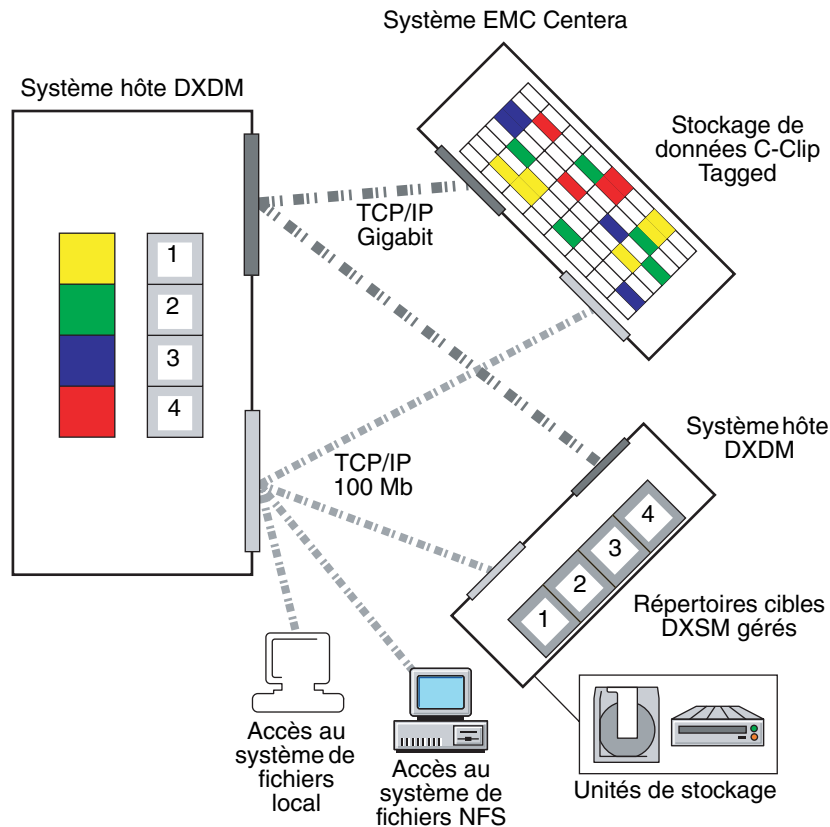 Système EMC Centera
Système hôte DXDM
Stockage de
données C-Clip
Tagged
TCP/IP
Gigabit
1
2
3
4
TCP/IP
100 Mb
Système hôte
DXDM
4
3
2
1
Répertoires cibles
DXSM gérés
Accès au
système de
fichiers
local
Accès au
système de
fichiers NFS
Unités de stockage